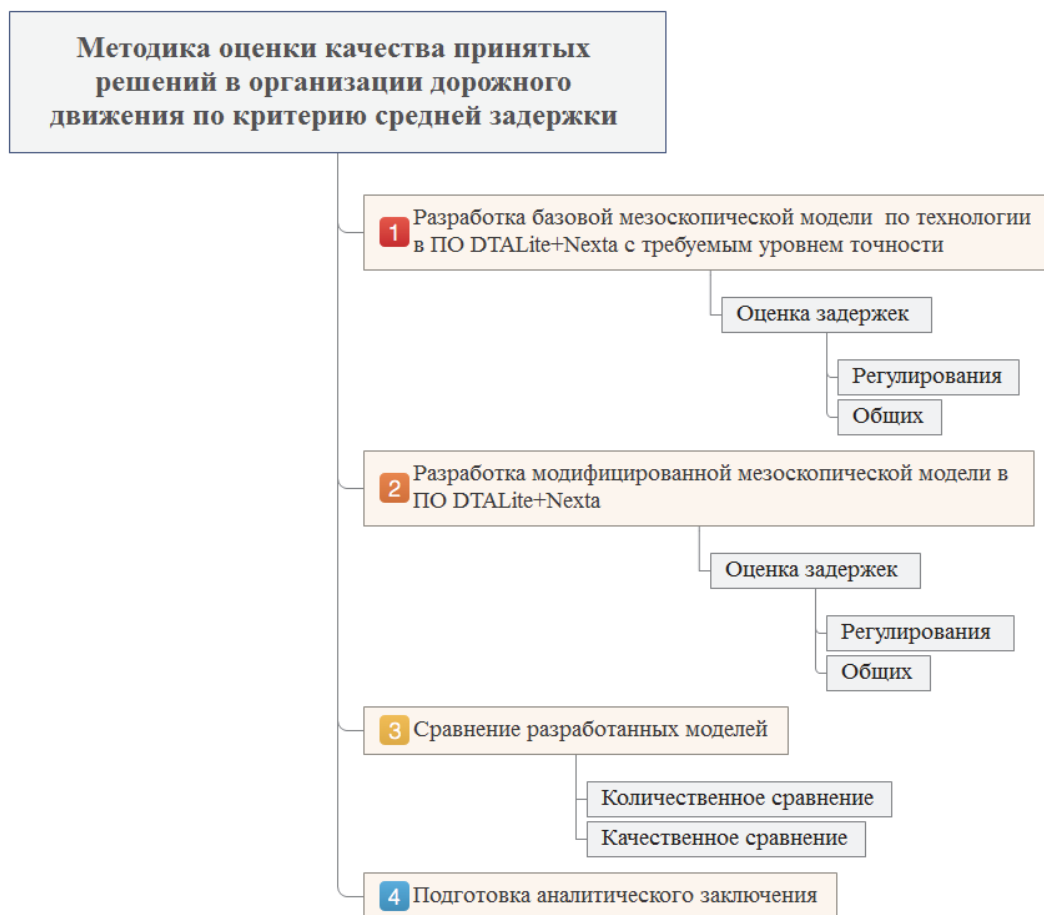 Методика оценки качества принятых
решений в организации дорожного
движения по критерию средней задержки
1 Разработка базовой мезоскопической модели по технологии
в ПО DTALite+Nexta с требуемым уровнем точности
Оценка задержек
Регулирования
Общих
2 Разработка модифицированной мезоскопической модели в
ПО DTALite+Nexta
Оценка задержек
Регулирования
Общих
3 Сравнение разработанных моделей
Количественное сравнение
Качественное сравнение
4 Подготовка аналитического заключения